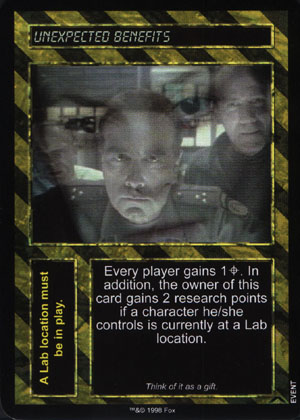 UNEXPECTED BENEFITS
A Lab location must
be in play.
Every player gains 1⌖. In
addition, the owner of this
card gains 2 research points
if a character he/she
controls is currently at a Lab
location.
Think of it as a gift.
EVENT
™&© 1998 Fox